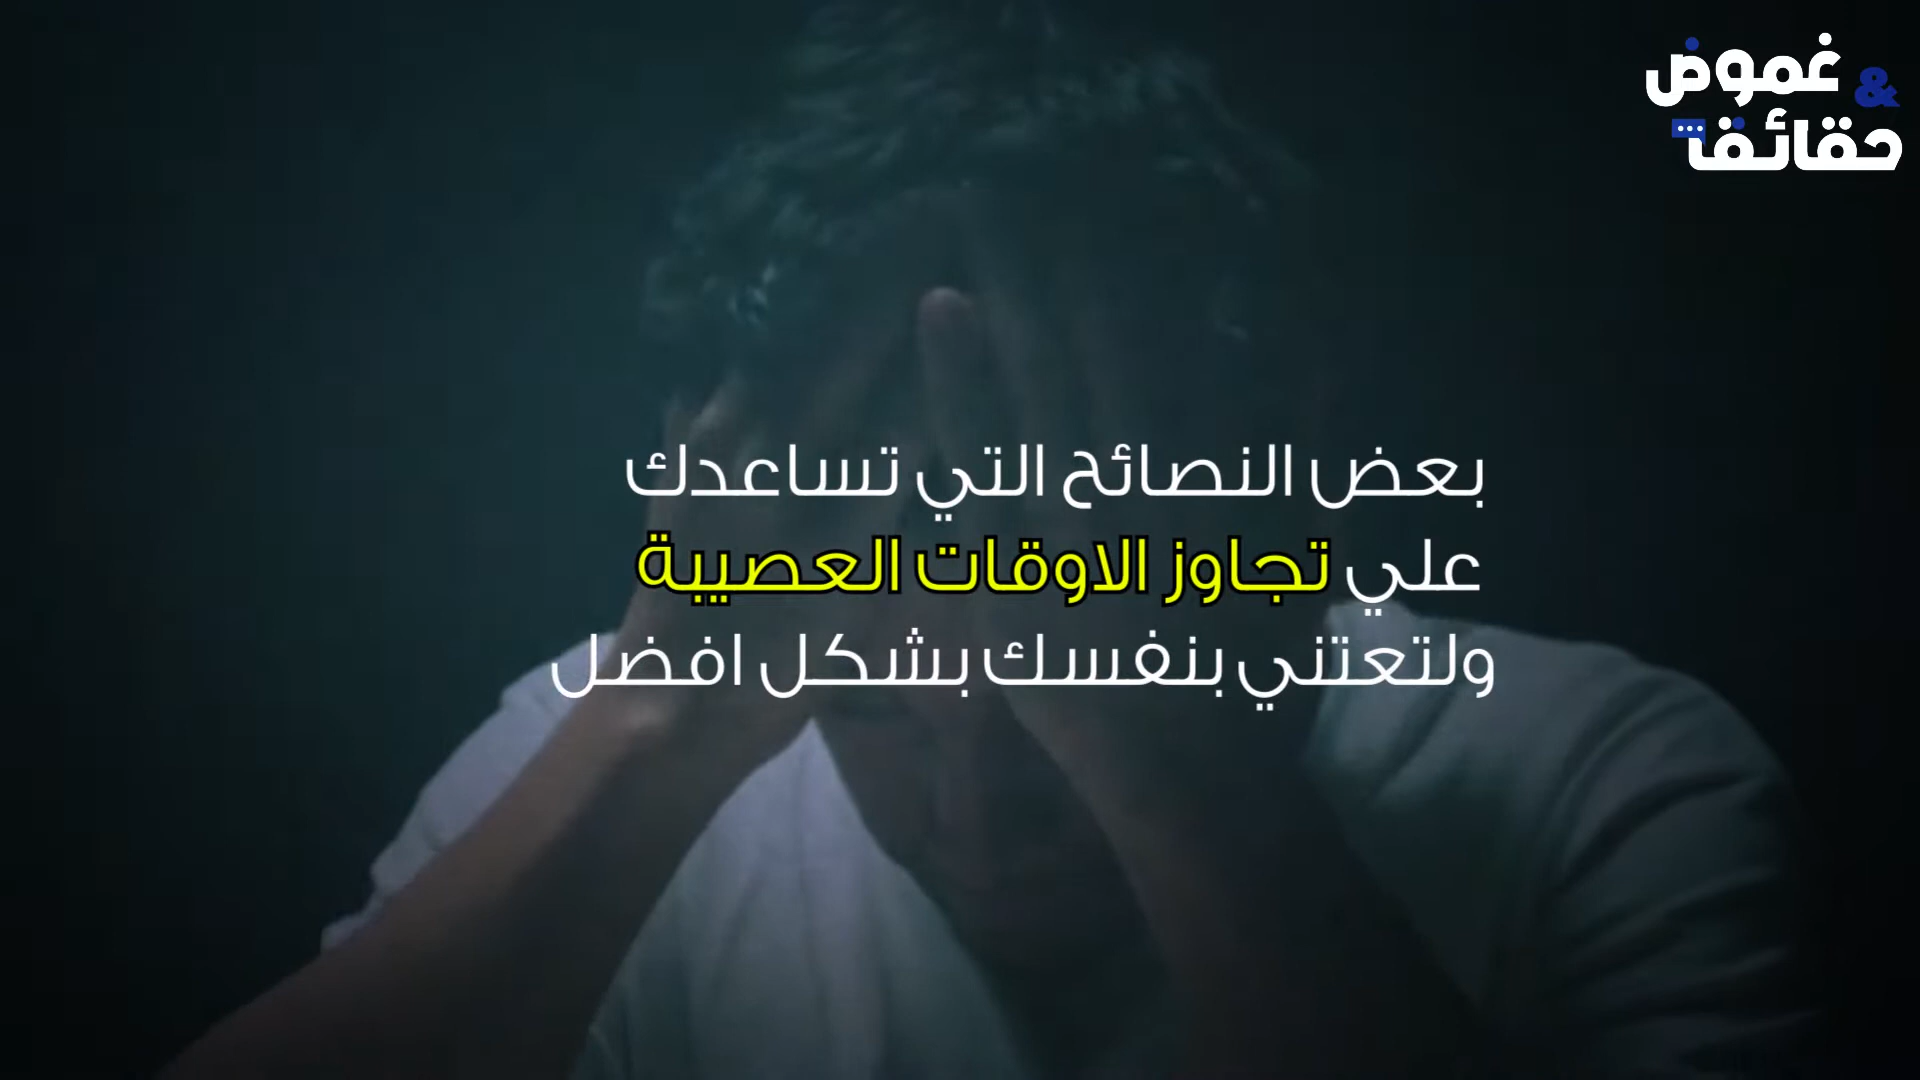 غموض &
حقائق
بعض النصائح التي تساعدك
علي تجاوز الاوقات العصيبة
ولتعتني بنفسك بشكل افضل